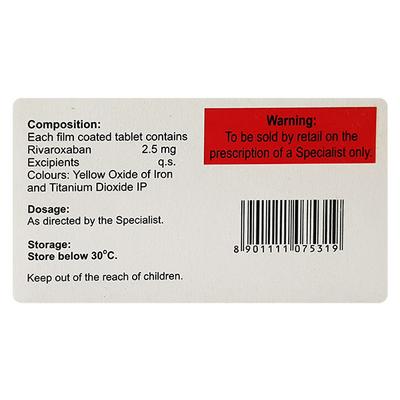 Composition:
Each film coated tablet contains
Rivaroxaban 2.5 mg
Excipients q.s.
Colours: Yellow Oxide of Iron
and Titanium Dioxide IP
Dosage:
As directed by the Specialist.
Storage:
Store below 30°C.
Keep out of the reach of children.
Warning:
To be sold by retail on the
prescription of a Specialist only.
8 901111 075319